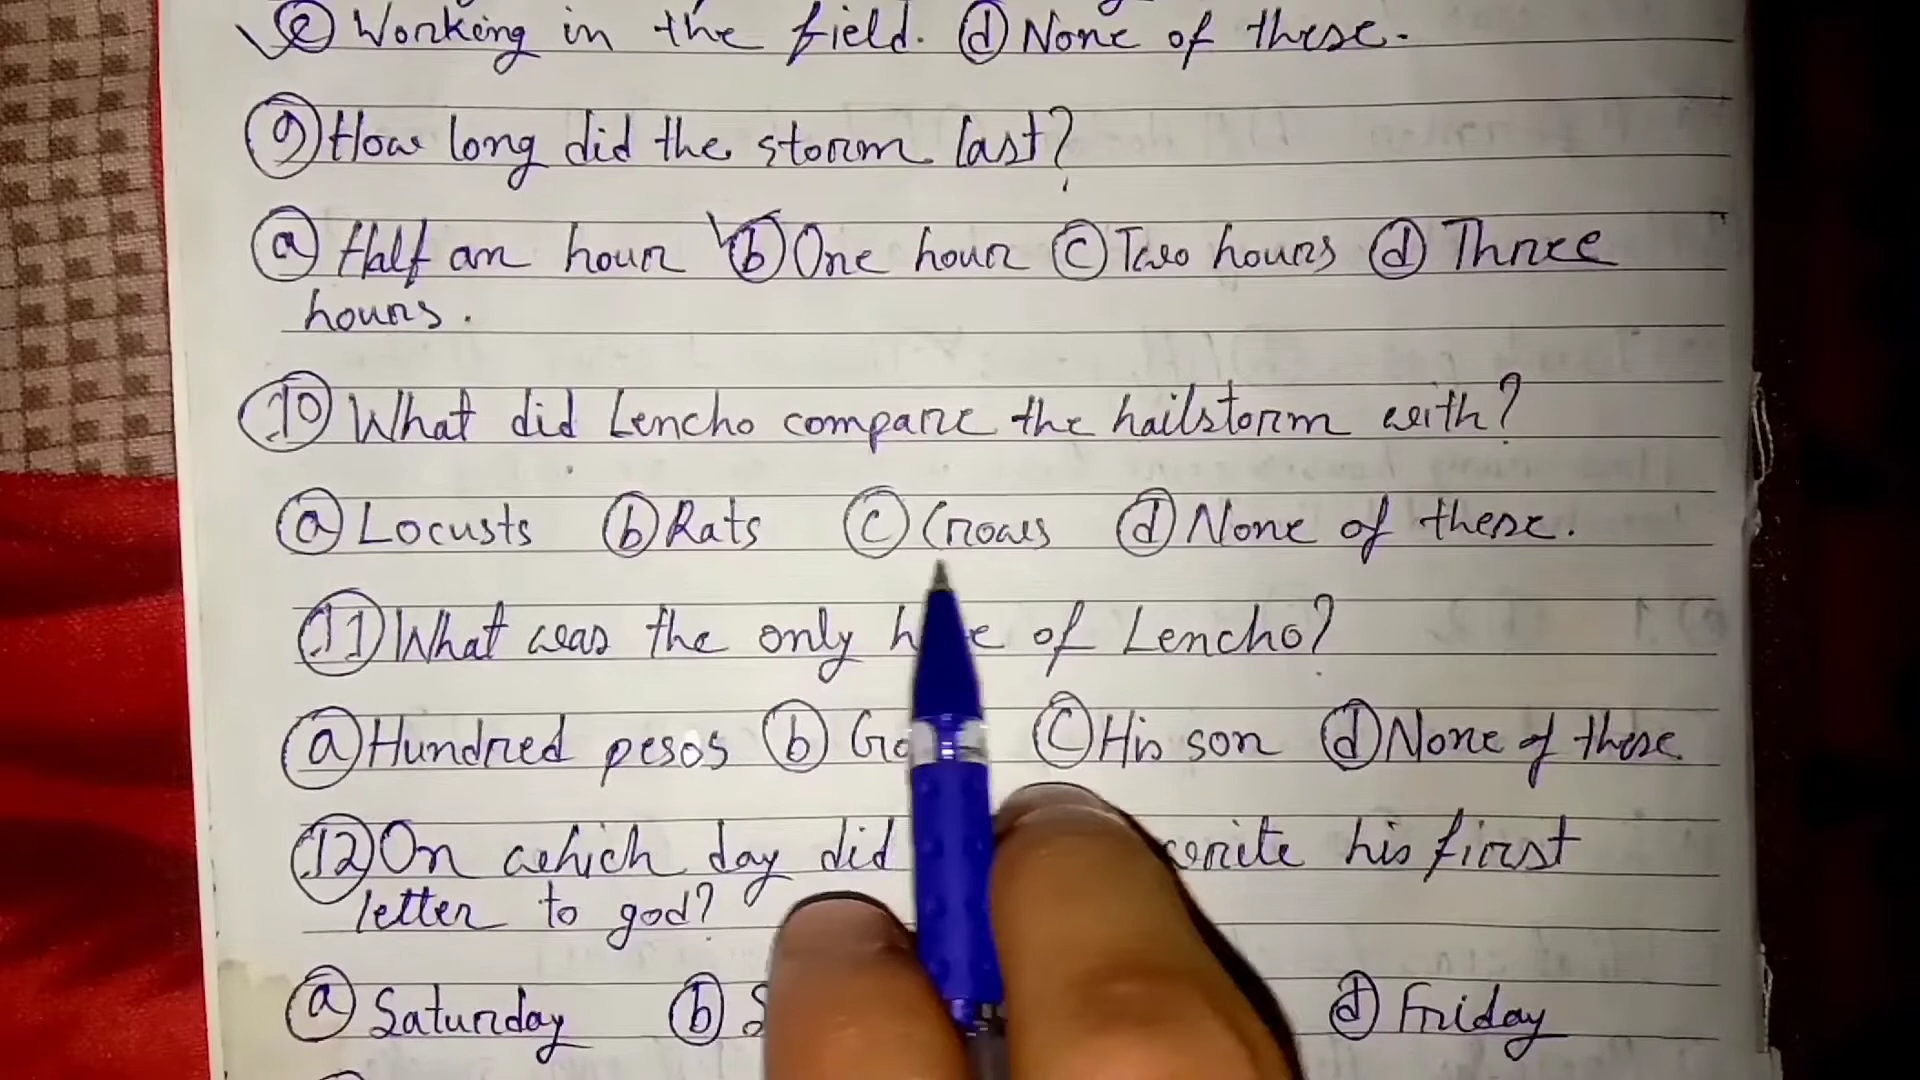 c Working in the field. d None of these.
9 How long did the storm last?
a Half an hour b One hour c Two hours d Three
hours.
10 What did Lencho compare the hailstorm with?
a Locusts b Rats c Crows d None of these.
11 What was the only of Lencho?
a Hundred pesos b c His son d None of these
12 On which day did write his first
letter to god?
a Saturday b d Friday